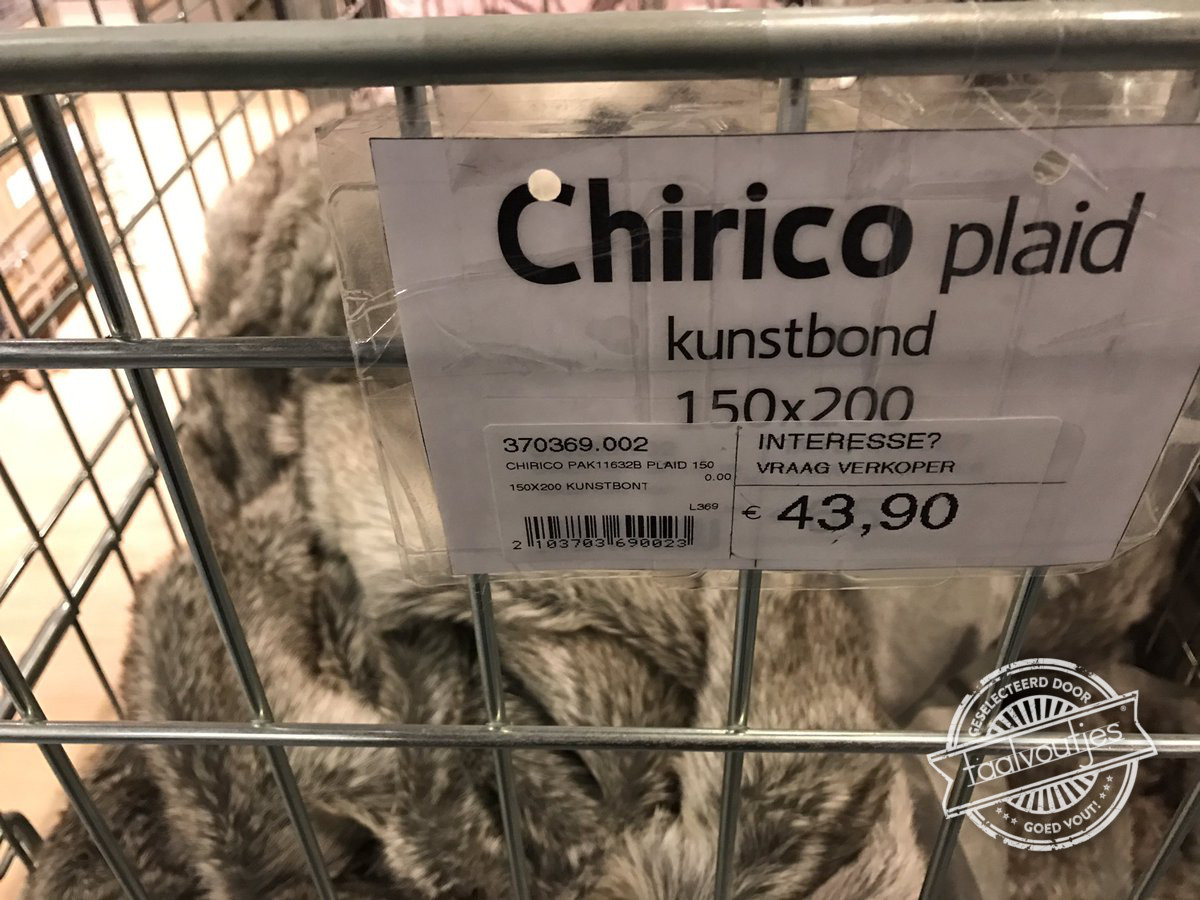 Chirico plaid
kunstbond
150x200
370369.002
CHIRICO PAK11632B PLAID 150
0.00
150X200 KUNSTBONT
L369
2 103703 690023
INTERESSE?
VRAAG VERKOPER
€ 43,90
GESELECTEERD DOOR
taalvoutjes
GOED VOUT!